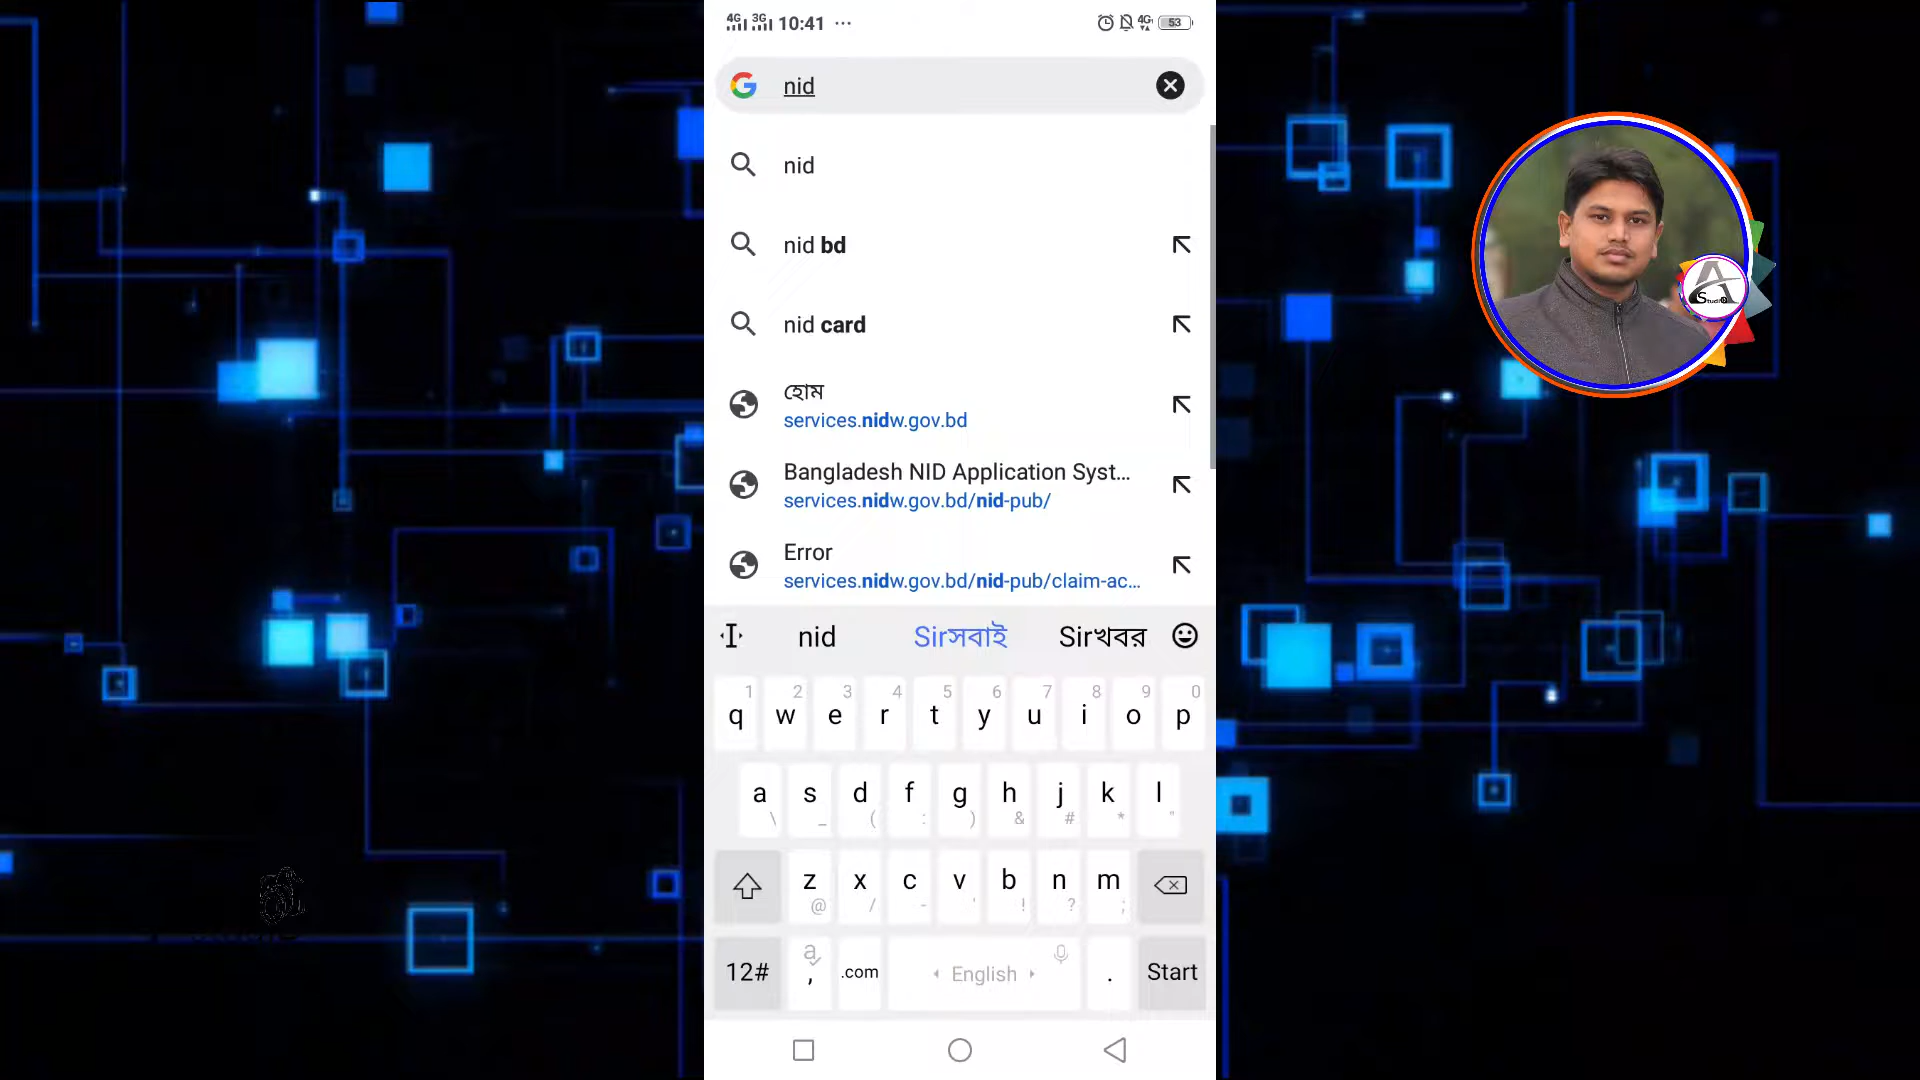 4G 3G 10:41 ··· 4G 53
nid
nid
nid bd
nid card
হোম
services.nidw.gov.bd
Bangladesh NID Application Syst...
services.nidw.gov.bd/nid-pub/
Error
services.nidw.gov.bd/nid-pub/claim-ac...
nid Sirসবাই Sirখবর
1 2 3 4 5 6 7 8 9 0
q w e r t y u i o p
a s d f g h j k l
\ _ ( : ) & # * "
z x c v b n m
@ / - ' ! ? ;
12# , .com English . Start
A Studio